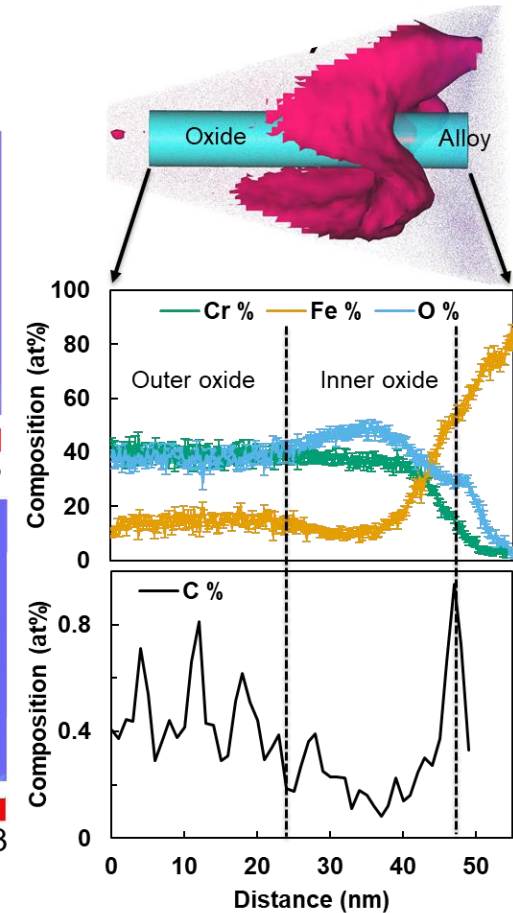 Oxide
Alloy
100
80
60
40
20
0
Composition (at%)
Cr %
Fe %
O %
Outer oxide
Inner oxide
0.8
0.4
0
Composition (at%)
C %
0
10
20
30
40
50
Distance (nm)